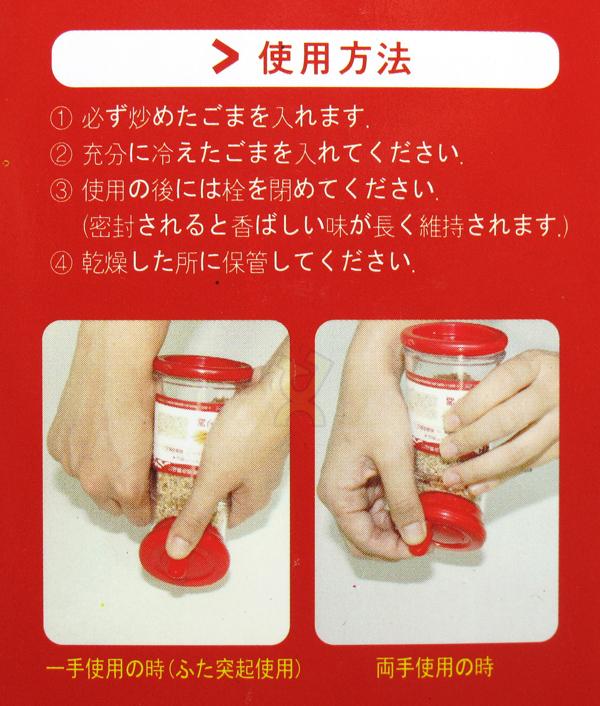 > 使用方法
① 必ず炒めたごまを入れます.
② 充分に冷えたごまを入れてください.
③ 使用の後には栓を閉めてください.
(密封されると香ばしい味が長く維持されます.)
④ 乾燥した所に保管してください.
一手使用の時(ふた突起使用)
両手使用の時